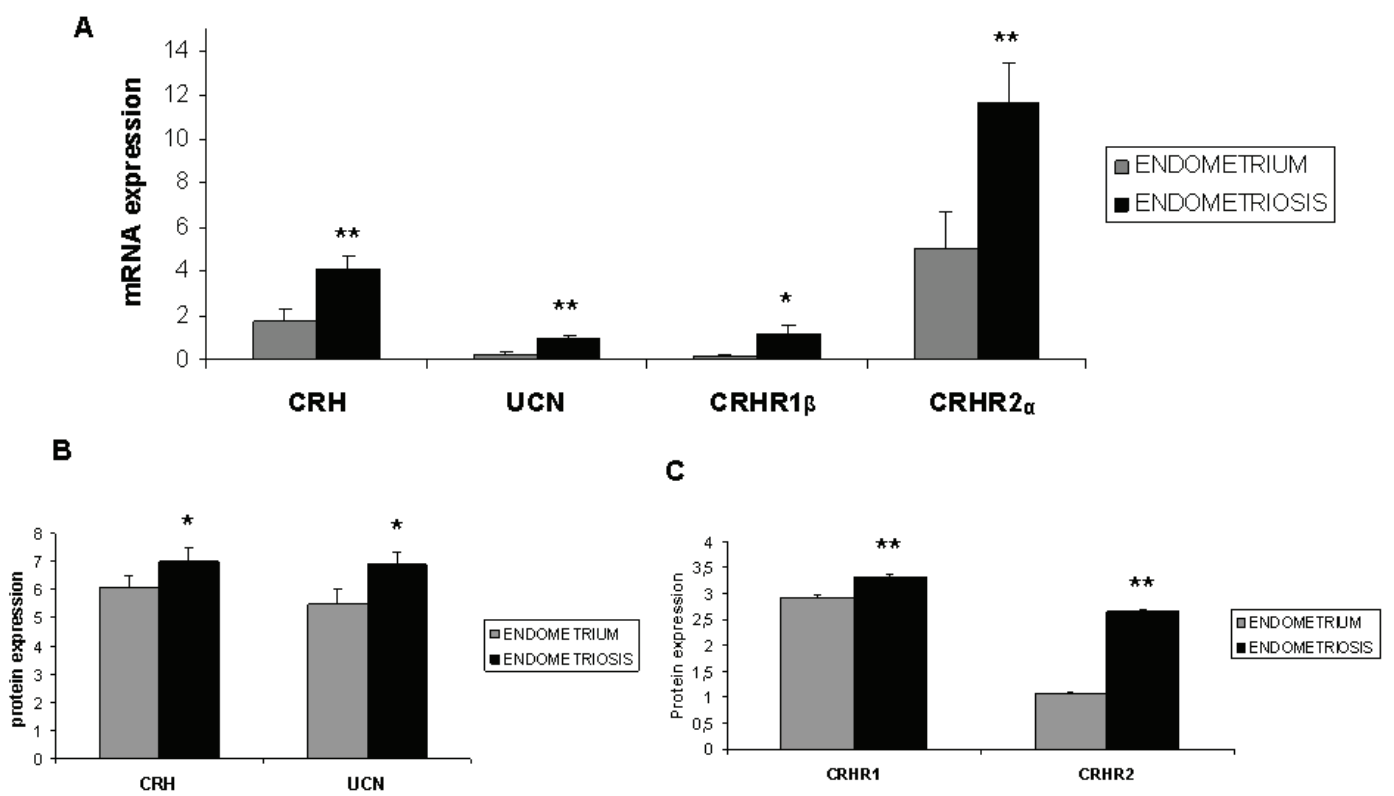 A
mRNA expression
14
12
10
8
6
4
2
0
**
**
*
**
CRH UCN CRHR1β CRHR2α
ENDOMETRIUM
ENDOMETRIOSIS
B
protein expression
8
7
6
5
4
3
2
1
0
*
*
CRH UCN
ENDOMETRIUM
ENDOMETRIOSIS
C
Protein expression
4
3,5
3
2,5
2
1,5
1
0,5
0
**
**
CRHR1 CRHR2
ENDOMETRIUM
ENDOMETRIOSIS